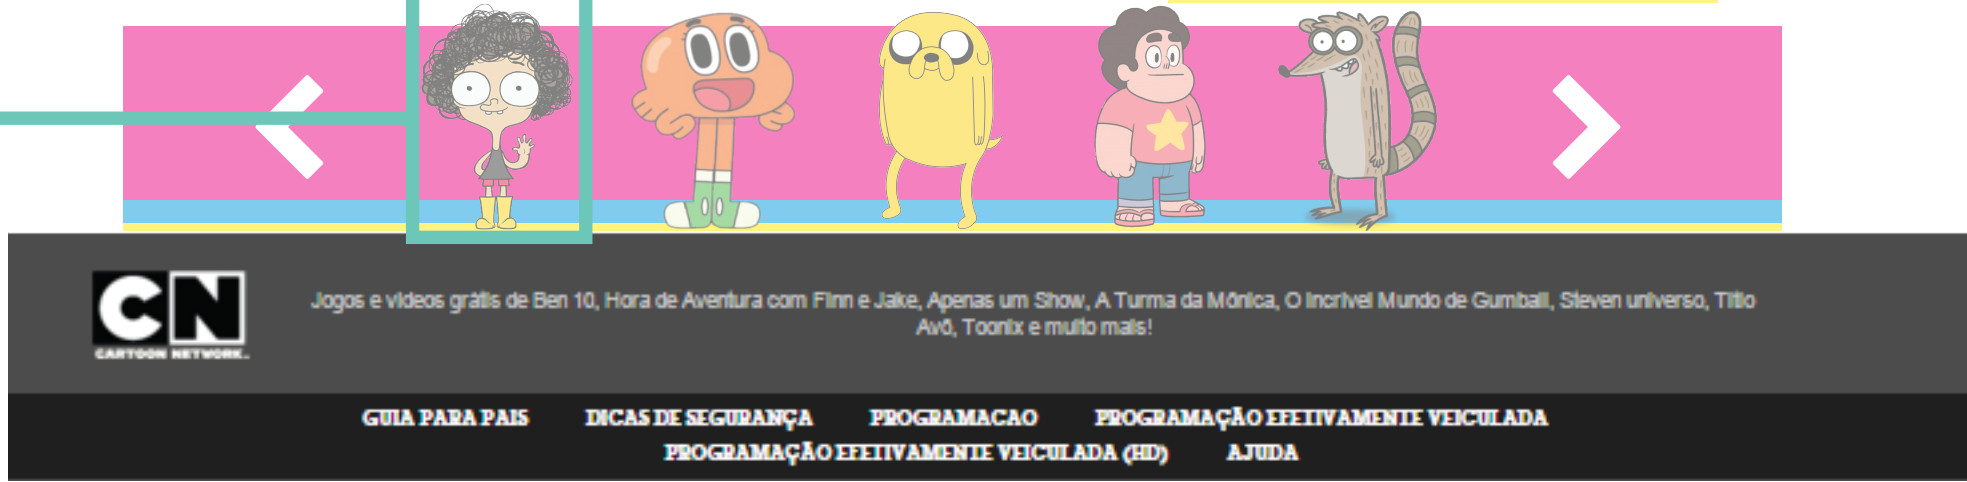 CN
CARTOON NETWORK.
Jogos e vídeos grátis de Ben 10, Hora de Aventura com Finn e Jake, Apenas um Show, A Turma da Mônica, O Incrível Mundo de Gumball, Steven universo, Titio
Avô, Toonix e muito mais!
GUIA PARA PAIS DICAS DE SEGURANÇA PROGRAMACAO PROGRAMAÇÃO EFETIVAMENTE VEICULADA
PROGRAMAÇÃO EFETIVAMENTE VEICULADA (HD) AJUDA